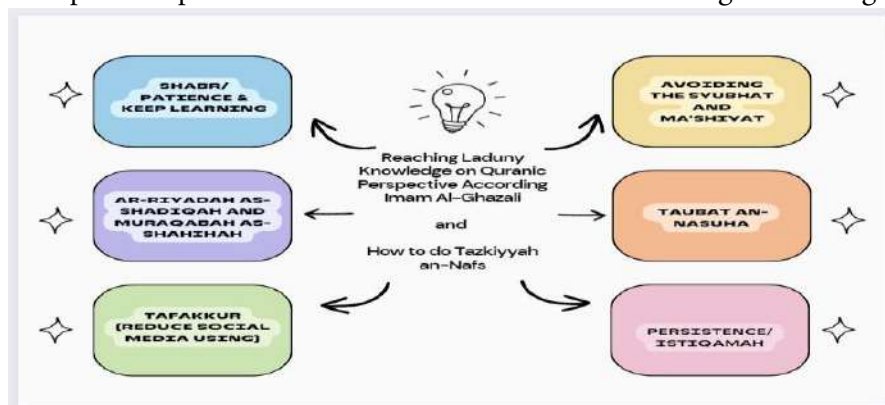 SHABR/
PATIENCE &
KEEP LEARNING
AVOIDING
THE SYUBHAT
AND
MA'SHIYAT
Reaching Laduny
Knowledge on Quranic
Perspective According
Imam Al-Ghazali
and
How to do Tazkiyyah
an-Nafs
AR-RIYADAH AS-
SHADIQAH AND
MURAQABAH AS-
SHAHIHAH
TAUBAT AN-
NASUHA
TAFAKKUR
(REDUCE SOCIAL
MEDIA USING)
PERSISTENCE/
ISTIQAMAH